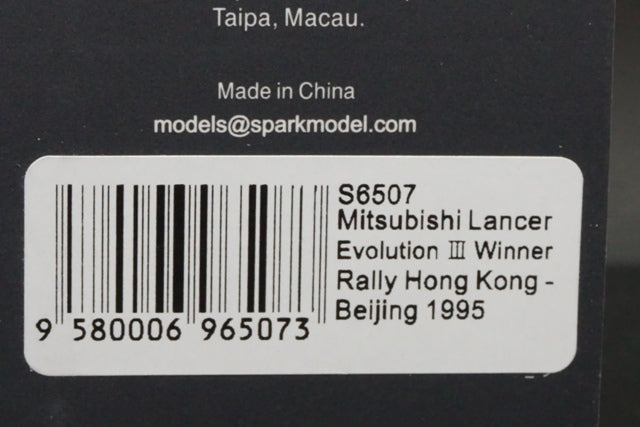 Taipa, Macau.
Made in China
models@sparkmodel.com
S6507
Mitsubishi Lancer
Evolution Ⅲ Winner
Rally Hong Kong -
Beijing 1995
9 580006 965073